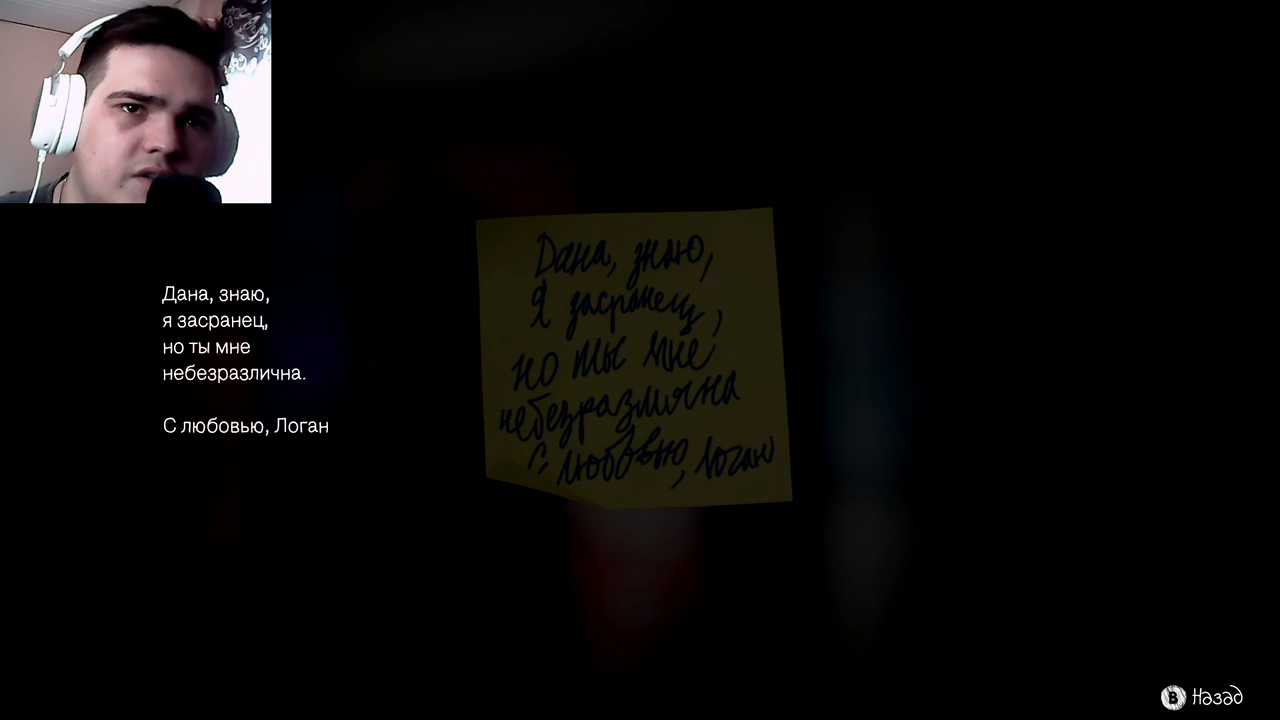 Дана, знаю,
я засранец,
но ты мне
небезразлична.
С любовью, Логан
Дана, знаю,
Я засранец,
но ты мне
небезразлична
С любовью, Логан
B Назад